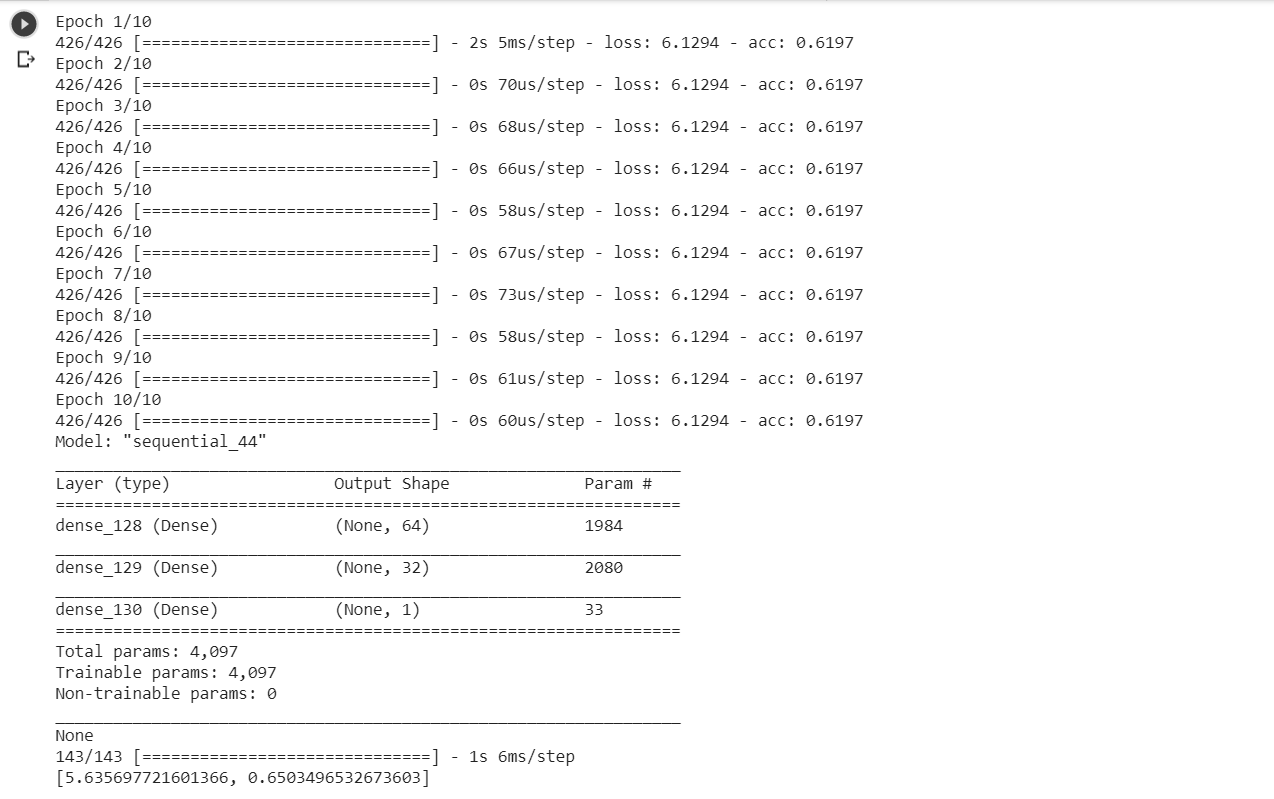 Epoch 1/10
426/426 [==============================] - 2s 5ms/step - loss: 6.1294 - acc: 0.6197
Epoch 2/10
426/426 [==============================] - 0s 70us/step - loss: 6.1294 - acc: 0.6197
Epoch 3/10
426/426 [==============================] - 0s 68us/step - loss: 6.1294 - acc: 0.6197
Epoch 4/10
426/426 [==============================] - 0s 66us/step - loss: 6.1294 - acc: 0.6197
Epoch 5/10
426/426 [==============================] - 0s 58us/step - loss: 6.1294 - acc: 0.6197
Epoch 6/10
426/426 [==============================] - 0s 67us/step - loss: 6.1294 - acc: 0.6197
Epoch 7/10
426/426 [==============================] - 0s 73us/step - loss: 6.1294 - acc: 0.6197
Epoch 8/10
426/426 [==============================] - 0s 58us/step - loss: 6.1294 - acc: 0.6197
Epoch 9/10
426/426 [==============================] - 0s 61us/step - loss: 6.1294 - acc: 0.6197
Epoch 10/10
426/426 [==============================] - 0s 60us/step - loss: 6.1294 - acc: 0.6197
Model: "sequential_44"
_________________________________________________________________
Layer (type)                 Output Shape              Param #
=================================================================
dense_128 (Dense)            (None, 64)                1984
_________________________________________________________________
dense_129 (Dense)            (None, 32)                2080
_________________________________________________________________
dense_130 (Dense)            (None, 1)                 33
=================================================================
Total params: 4,097
Trainable params: 4,097
Non-trainable params: 0
_________________________________________________________________
None
143/143 [==============================] - 1s 6ms/step
[5.635697721601366, 0.6503496532673603]